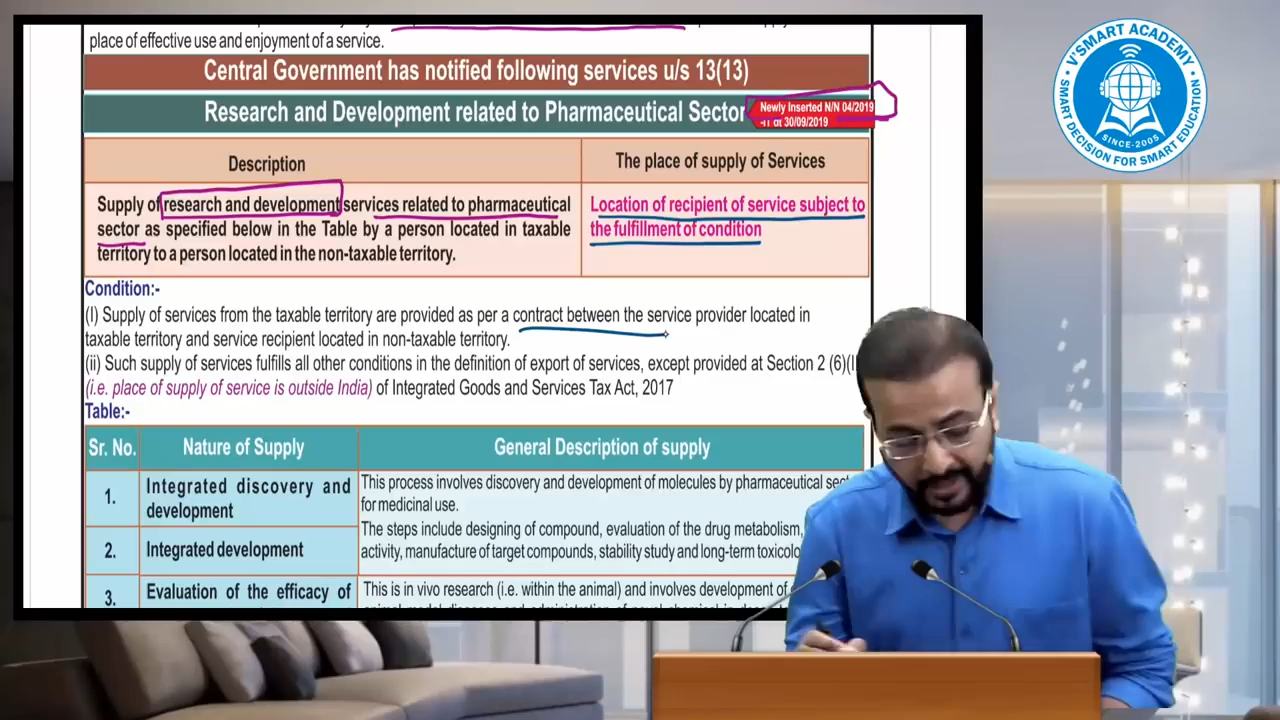 place of effective use and enjoyment of a service.
Central Government has notified following services u/s 13(13)
Research and Development related to Pharmaceutical Sector
Newly Inserted N/N 04/2019
-IT dt 30/09/2019
Description
The place of supply of Services
Supply of research and development services related to pharmaceutical
sector as specified below in the Table by a person located in taxable
territory to a person located in the non-taxable territory.
Location of recipient of service subject to
the fulfillment of condition
Condition:-
(I) Supply of services from the taxable territory are provided as per a contract between the service provider located in
taxable territory and service recipient located in non-taxable territory.
(ii) Such supply of services fulfills all other conditions in the definition of export of services, except provided at Section 2 (6)(I
(i.e. place of supply of service is outside India) of Integrated Goods and Services Tax Act, 2017
Table:-
Sr. No.
Nature of Supply
General Description of supply
1.
Integrated discovery and
development
This process involves discovery and development of molecules by pharmaceutical
for medicinal use.
2.
Integrated development
The steps include designing of compound, evaluation of the drug metabolism,
activity, manufacture of target compounds, stability study and long-term
3.
Evaluation of the efficacy of
This is in vivo research (i.e. within the animal) and involves development of
V'SMART ACADEMY
SINCE-2005
SMART DECISION FOR SMART EDUCATION